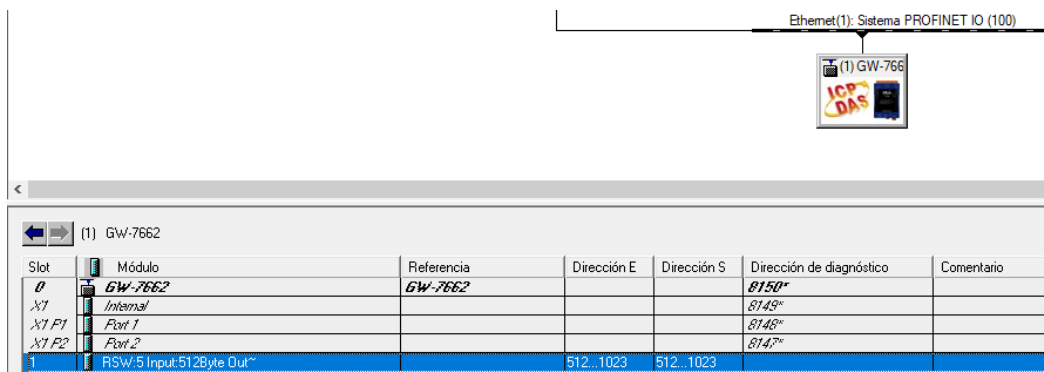 Ethernet(1): Sistema PROFINET IO (100)
(1) GW-766
ICP
DAS
(1) GW-7662
Slot Módulo Referencia Dirección E Dirección S Dirección de diagnóstico Comentario
0 GW-7662 GW-7662 8150*
X1 Internal 8149*
X1 P1 Port 1 8148*
X1 P2 Port 2 8147*
1 RSW:5 Input:512Byte Out~ 512...1023 512...1023